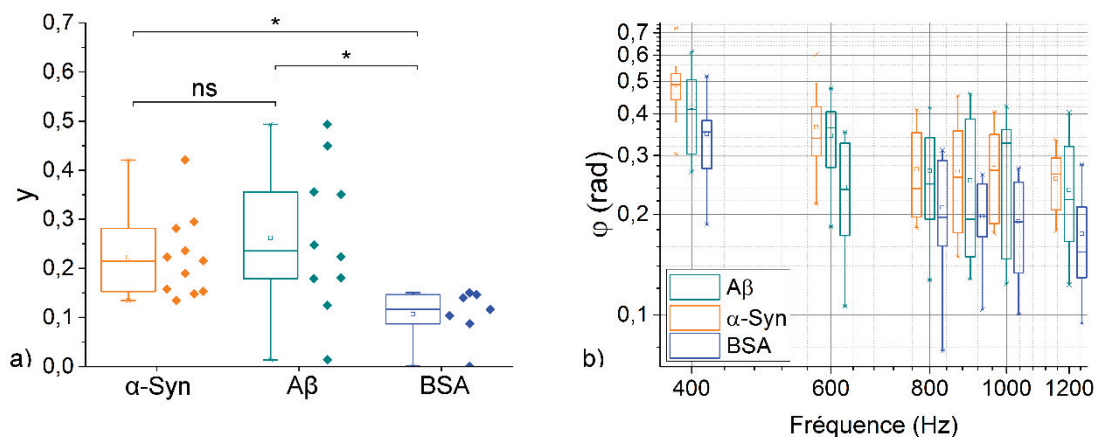 0,7
0,6
0,5
0,4
0,3
0,2
0,1
0,0
y
*
*
ns
α-Syn Aβ BSA
a)
0,7
0,6
0,5
0,4
0,3
0,2
0,1
φ (rad)
Aβ
α-Syn
BSA
b)
400 600 800 1000 1200
Fréquence (Hz)